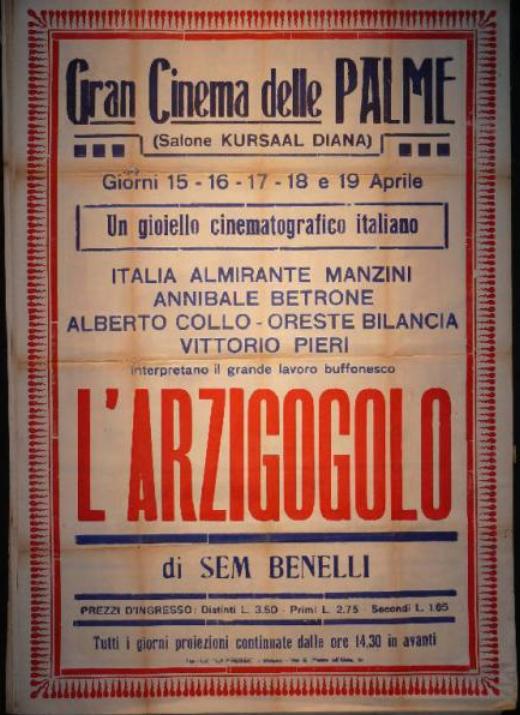 Gran Cinema delle PALME
(Salone KURSAAL DIANA)
Giorni 15 - 16 - 17 - 18 e 19 Aprile
Un gioiello cinematografico italiano
ITALIA ALMIRANTE MANZINI
ANNIBALE BETRONE
ALBERTO COLLO - ORESTE BILANCIA
VITTORIO PIERI
interpretano il grande lavoro buffonesco
L'ARZIGOGOLO
di SEM BENELLI
PREZZI D'INGRESSO: Distinti L. 3.50 - Primi L. 2.75 - Secondi L. 1.65
Tutti i giorni proiezioni continuate dalle ore 14,30 in avanti